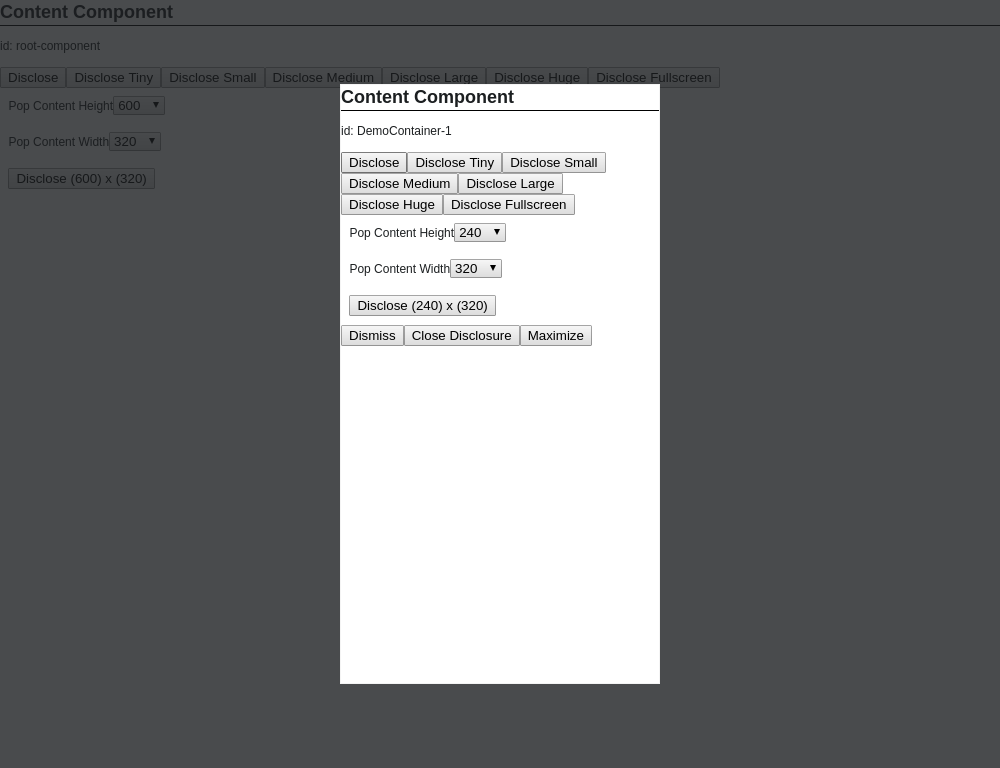 Content Component
id: root-component
Disclose Disclose Tiny Disclose Small Disclose Medium Disclose Large Disclose Huge Disclose Fullscreen
Pop Content Height 600
Pop Content Width 320
Disclose (600) x (320)
Content Component
id: DemoContainer-1
Disclose Disclose Tiny Disclose Small
Disclose Medium Disclose Large
Disclose Huge Disclose Fullscreen
Pop Content Height 240
Pop Content Width 320
Disclose (240) x (320)
Dismiss Close Disclosure Maximize